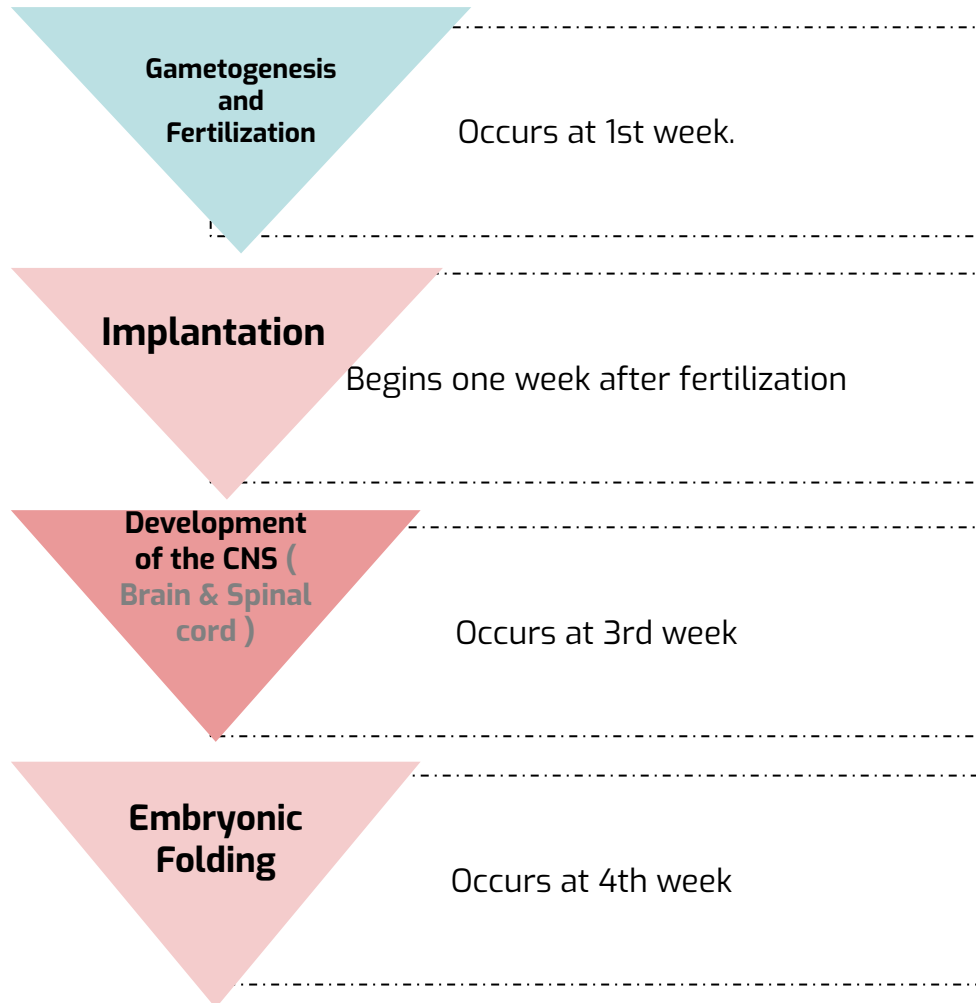 Gametogenesis
and
Fertilization
Occurs at 1st week.
Implantation
Begins one week after fertilization
Development
of the CNS (
Brain & Spinal
cord )
Occurs at 3rd week
Embryonic
Folding
Occurs at 4th week